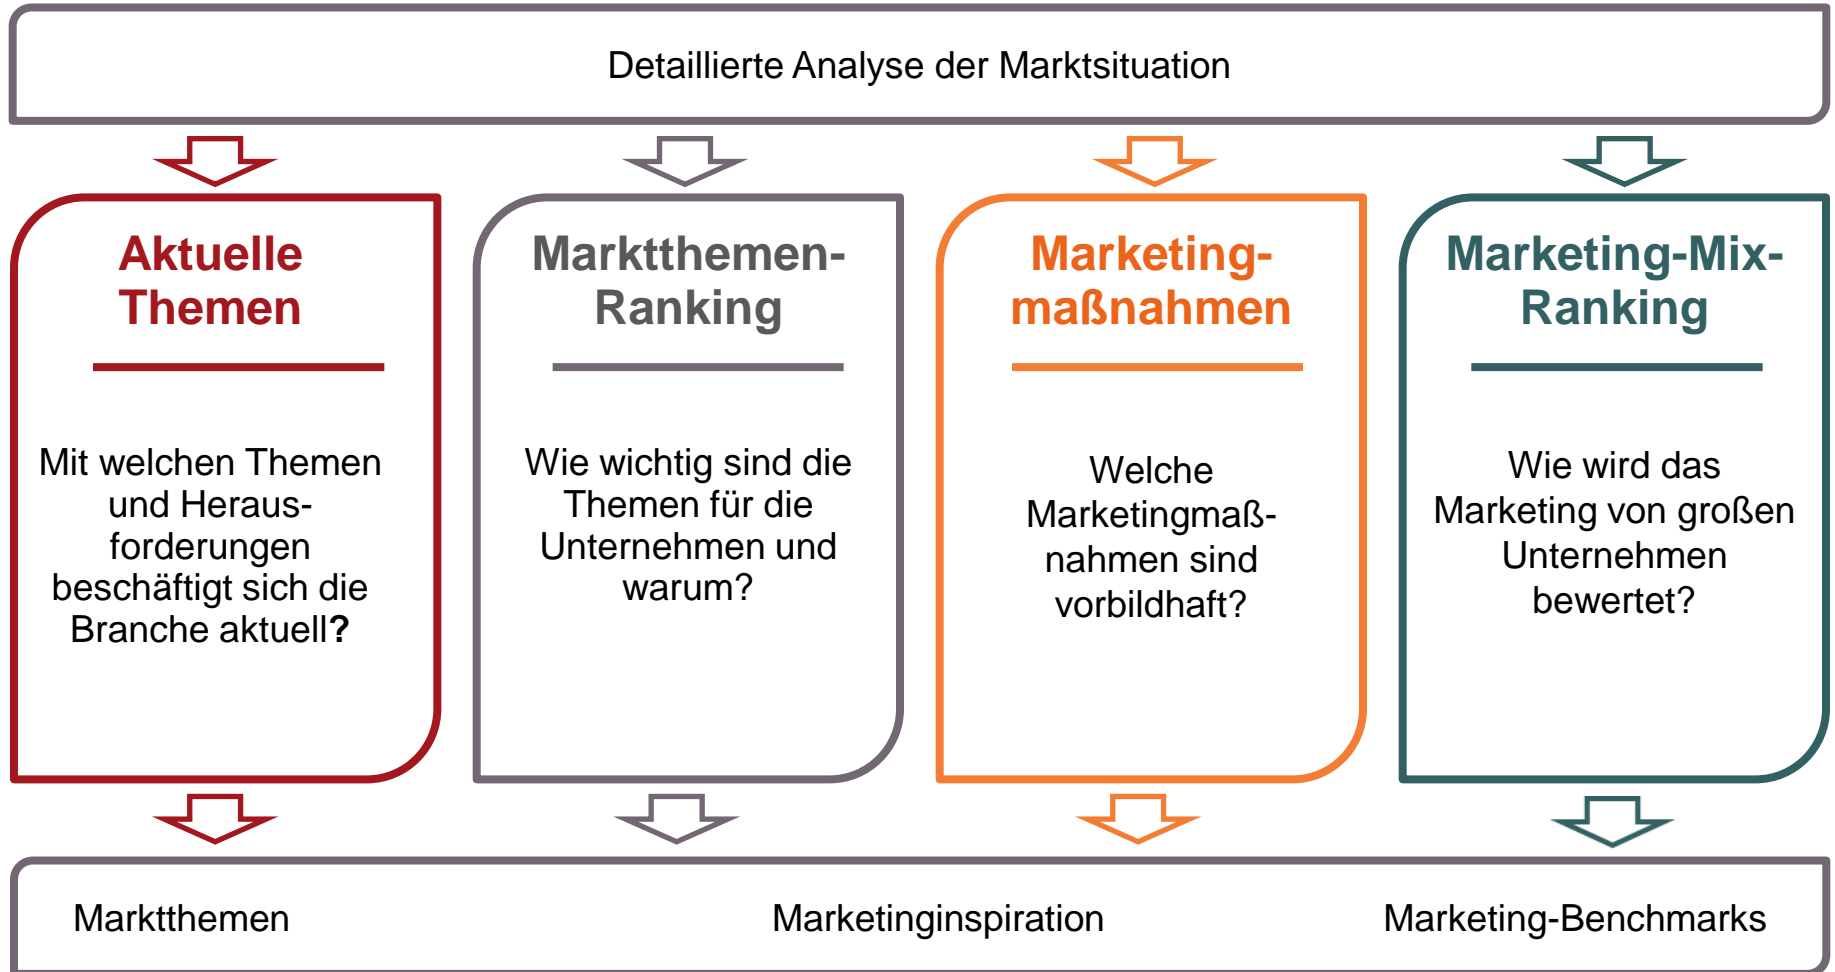 Detaillierte Analyse der Marktsituation
Aktuelle
Themen
Mit welchen Themen
und Heraus-
forderungen
beschäftigt sich die
Branche aktuell?
Marktthemen-
Ranking
Wie wichtig sind die
Themen für die
Unternehmen und
warum?
Marketing-
maßnahmen
Welche
Marketingmaß-
nahmen sind
vorbildhaft?
Marketing-Mix-
Ranking
Wie wird das
Marketing von großen
Unternehmen
bewertet?
Marktthemen
Marketinginspiration
Marketing-Benchmarks